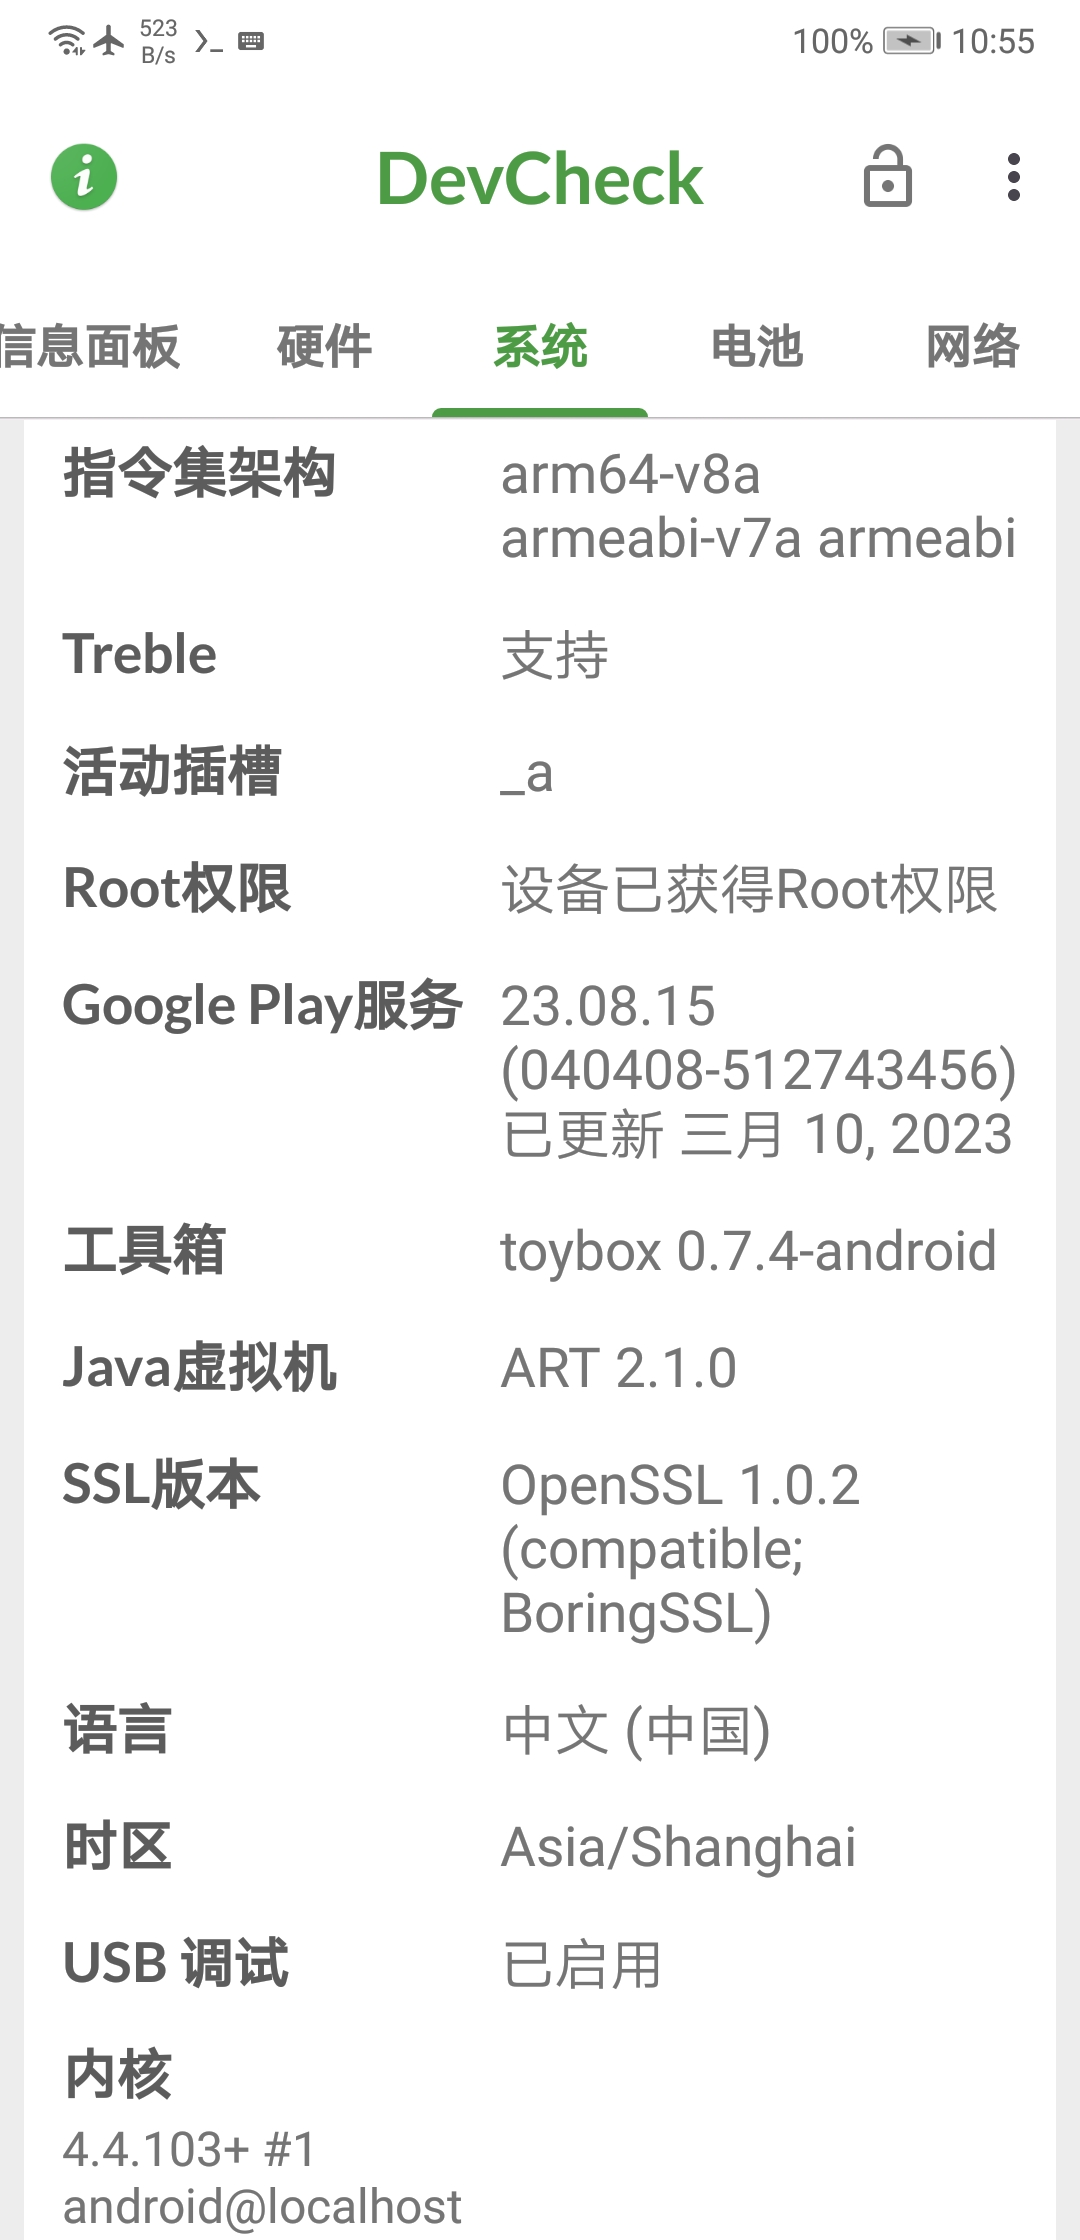 523
B/s
100%
10:55
DevCheck
信息面板 硬件 系统 电池 网络
指令集架构 arm64-v8a
armeabi-v7a armeabi
Treble 支持
活动插槽 _a
Root权限 设备已获得Root权限
Google Play服务 23.08.15
(040408-512743456)
已更新 三月 10, 2023
工具箱 toybox 0.7.4-android
Java虚拟机 ART 2.1.0
SSL版本 OpenSSL 1.0.2
(compatible;
BoringSSL)
语言 中文 (中国)
时区 Asia/Shanghai
USB 调试 已启用
内核
4.4.103+ #1
android@localhost